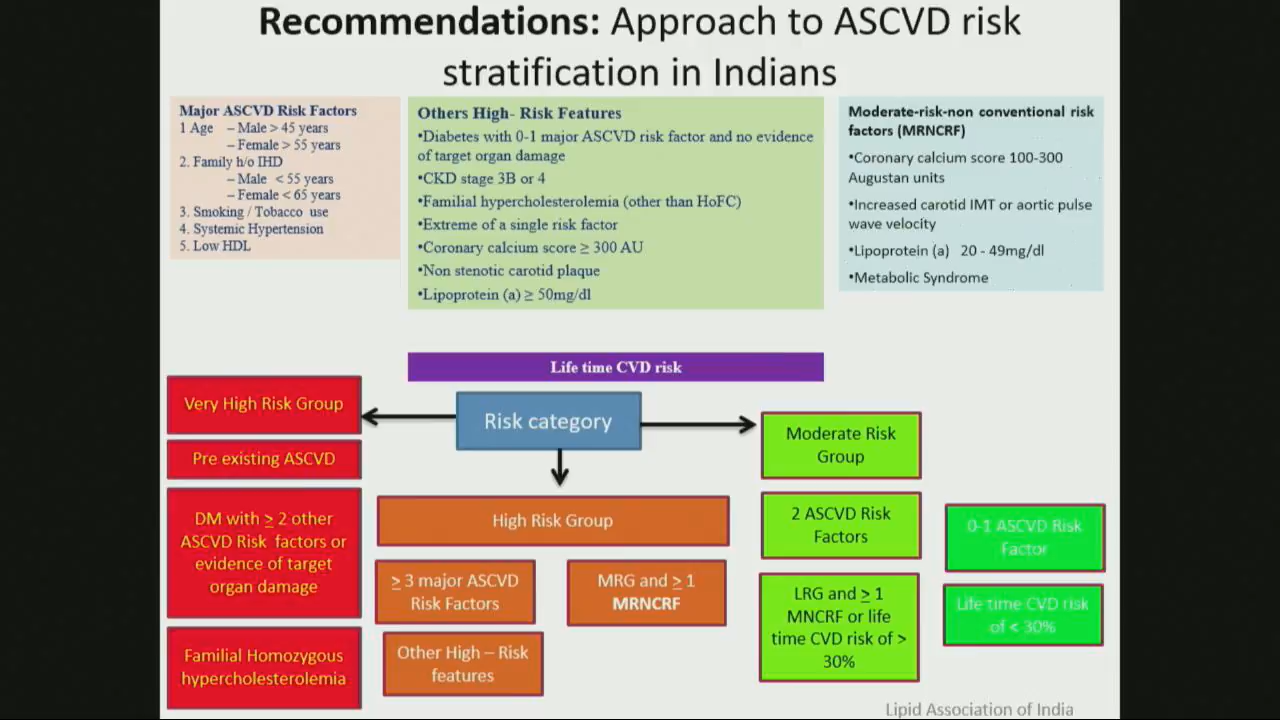 Recommendations: Approach to ASCVD risk
stratification in Indians
Major ASCVD Risk Factors
1 Age – Male > 45 years
– Female > 55 years
2. Family h/o IHD
– Male < 55 years
– Female < 65 years
3. Smoking / Tobacco use
4. Systemic Hypertension
5. Low HDL
Others High- Risk Features
•Diabetes with 0-1 major ASCVD risk factor and no evidence
of target organ damage
•CKD stage 3B or 4
•Familial hypercholesterolemia (other than HoFC)
•Extreme of a single risk factor
•Coronary calcium score ≥ 300 AU
•Non stenotic carotid plaque
•Lipoprotein (a) ≥ 50mg/dl
Moderate-risk-non conventional risk
factors (MRNCRF)
•Coronary calcium score 100-300
Augustan units
•Increased carotid IMT or aortic pulse
wave velocity
•Lipoprotein (a) 20 - 49mg/dl
•Metabolic Syndrome
Life time CVD risk
Risk category
Very High Risk Group
Pre existing ASCVD
DM with ≥ 2 other
ASCVD Risk factors or
evidence of target
organ damage
Familial Homozygous
hypercholesterolemia
High Risk Group
≥ 3 major ASCVD
Risk Factors
MRG and ≥ 1
MRNCRF
Other High – Risk
features
Moderate Risk
Group
2 ASCVD Risk
Factors
LRG and ≥ 1
MNCRF or life
time CVD risk of >
30%
0-1 ASCVD Risk
Factor
Life time CVD risk
of < 30%
Lipid Association of India